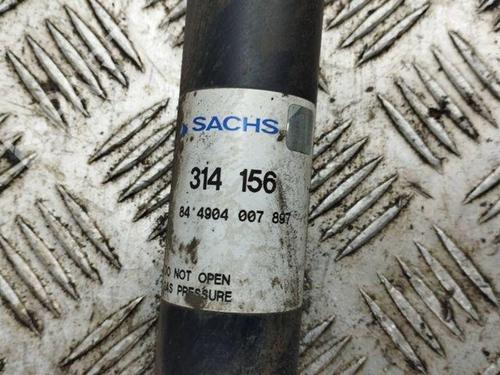 SACHS
314 156
84 4904 007 897
DO NOT OPEN
GAS PRESSURE